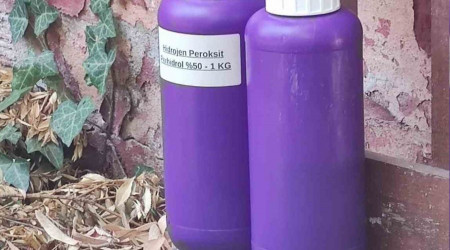 Hidrojen Peroksit
Perhidrol %50 - 1 KG